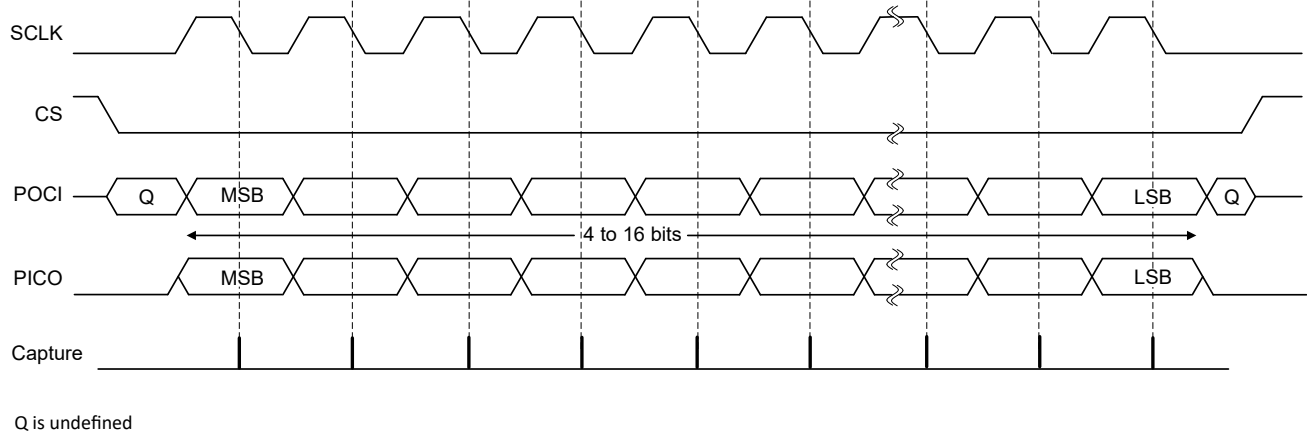 SCLK
CS
POCI Q MSB LSB Q
4 to 16 bits
PICO MSB LSB
Capture
Q is undefined